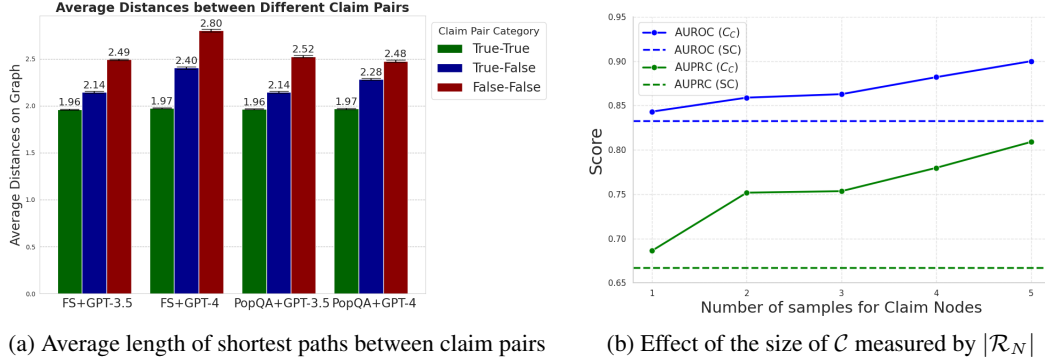 Average Distances between Different Claim Pairs
Average Distances on Graph
2.5
2.0
1.5
1.0
0.5
0.0
1.96
2.14
2.49
1.97
2.40
2.80
1.96
2.14
2.52
1.97
2.28
2.48
FS+GPT-3.5
FS+GPT-4
PopQA+GPT-3.5
PopQA+GPT-4
Claim Pair Category
True-True
True-False
False-False
(a) Average length of shortest paths between claim pairs
Score
0.95
0.90
0.85
0.80
0.75
0.70
0.65
AUROC (C_C)
AUROC (SC)
AUPRC (C_C)
AUPRC (SC)
1
2
3
4
5
Number of samples for Claim Nodes
(b) Effect of the size of 𝒞 measured by |ℛ_N|